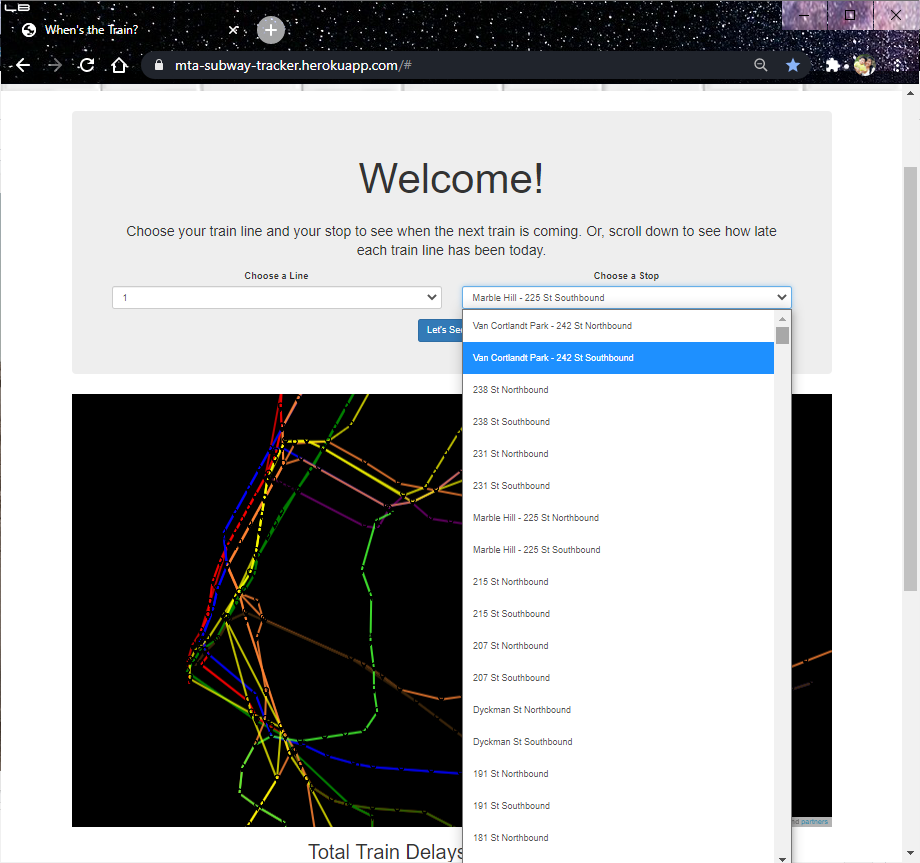 When's the Train?
mta-subway-tracker.herokuapp.com/#
Welcome!
Choose your train line and your stop to see when the next train is coming. Or, scroll down to see how late
each train line has been today.
Choose a Line
Choose a Stop
1
Marble Hill - 225 St Southbound
Let's See
Van Cortlandt Park - 242 St Northbound
Van Cortlandt Park - 242 St Southbound
238 St Northbound
238 St Southbound
231 St Northbound
231 St Southbound
Marble Hill - 225 St Northbound
Marble Hill - 225 St Southbound
215 St Northbound
215 St Southbound
207 St Northbound
207 St Southbound
Dyckman St Northbound
Dyckman St Southbound
191 St Northbound
191 St Southbound
181 St Northbound
partners
Total Train Delays